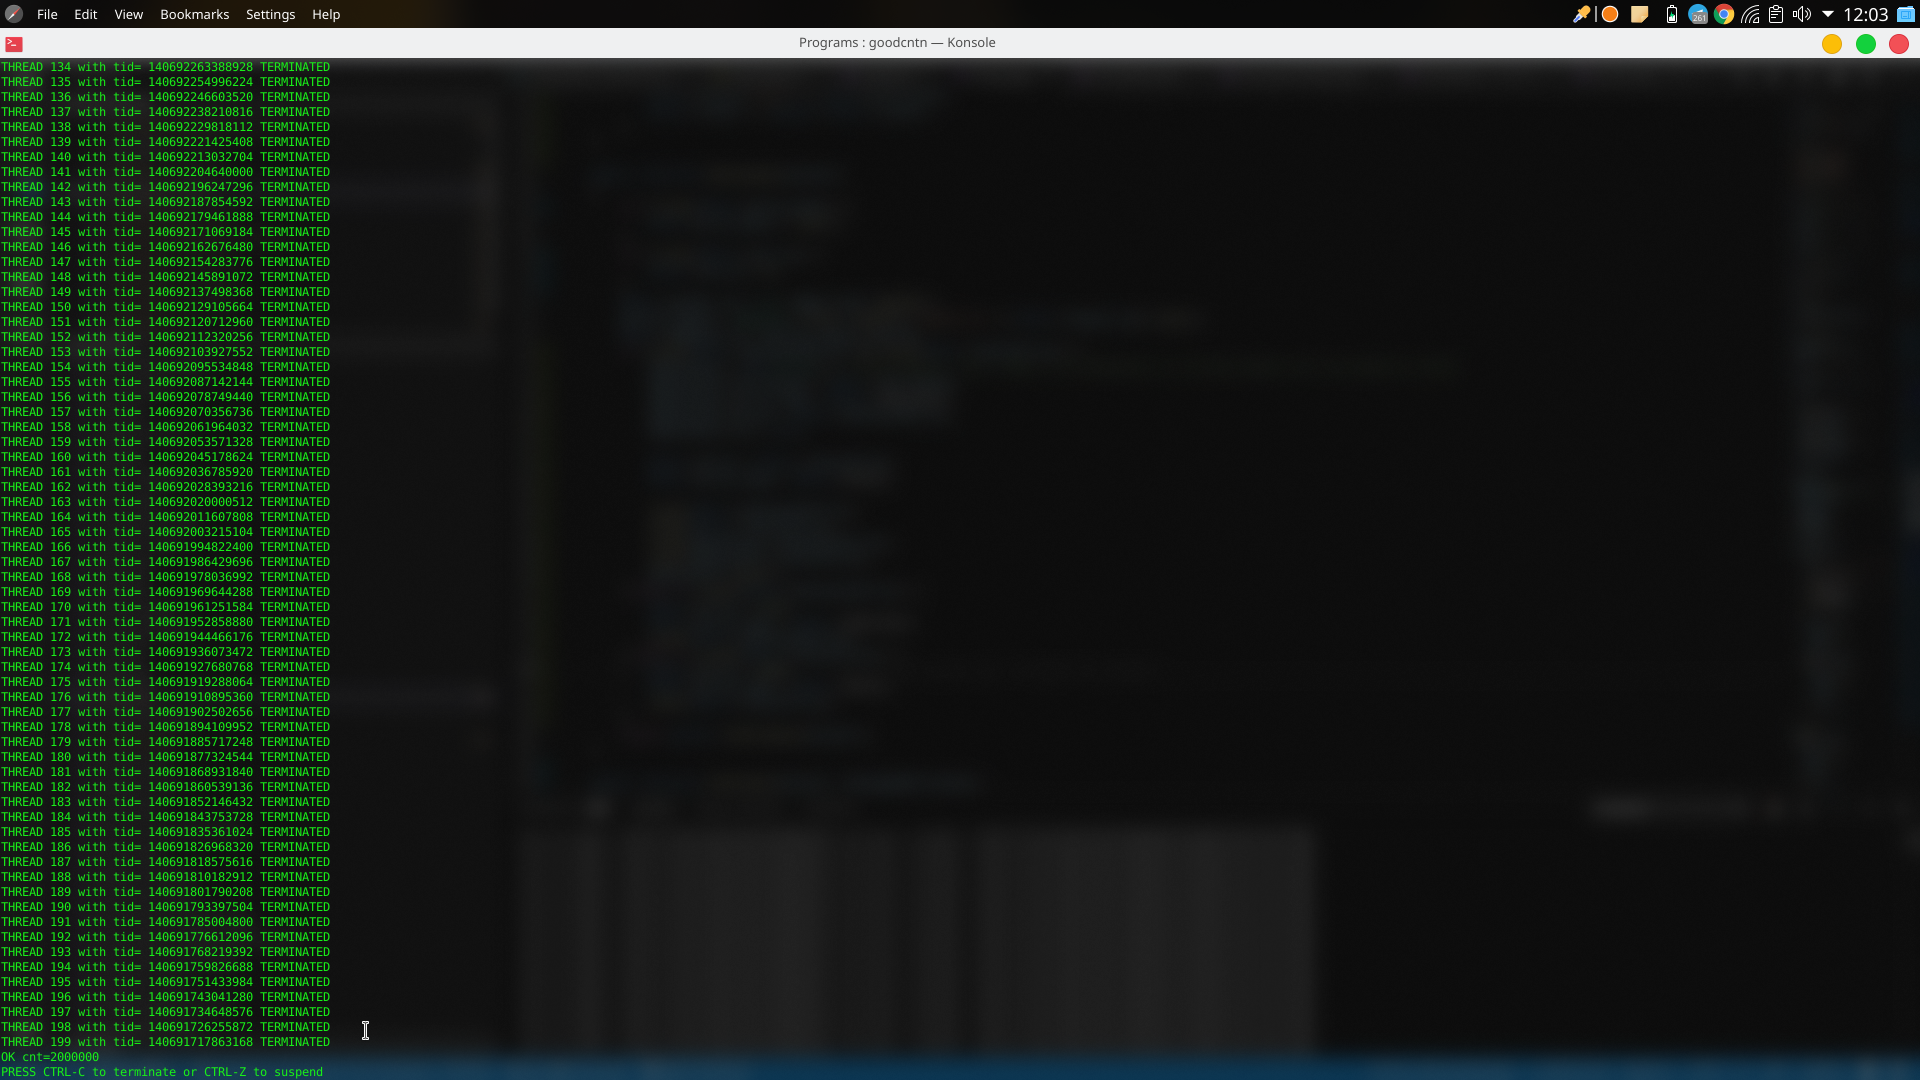 File Edit View Bookmarks Settings Help
261
12:03
Programs : goodcntn — Konsole
THREAD 134 with tid= 140692263388928 TERMINATED
THREAD 135 with tid= 140692254996224 TERMINATED
THREAD 136 with tid= 140692246603520 TERMINATED
THREAD 137 with tid= 140692238210816 TERMINATED
THREAD 138 with tid= 140692229818112 TERMINATED
THREAD 139 with tid= 140692221425408 TERMINATED
THREAD 140 with tid= 140692213032704 TERMINATED
THREAD 141 with tid= 140692204640000 TERMINATED
THREAD 142 with tid= 140692196247296 TERMINATED
THREAD 143 with tid= 140692187854592 TERMINATED
THREAD 144 with tid= 140692179461888 TERMINATED
THREAD 145 with tid= 140692171069184 TERMINATED
THREAD 146 with tid= 140692162676480 TERMINATED
THREAD 147 with tid= 140692154283776 TERMINATED
THREAD 148 with tid= 140692145891072 TERMINATED
THREAD 149 with tid= 140692137498368 TERMINATED
THREAD 150 with tid= 140692129105664 TERMINATED
THREAD 151 with tid= 140692120712960 TERMINATED
THREAD 152 with tid= 140692112320256 TERMINATED
THREAD 153 with tid= 140692103927552 TERMINATED
THREAD 154 with tid= 140692095534848 TERMINATED
THREAD 155 with tid= 140692087142144 TERMINATED
THREAD 156 with tid= 140692078749440 TERMINATED
THREAD 157 with tid= 140692070356736 TERMINATED
THREAD 158 with tid= 140692061964032 TERMINATED
THREAD 159 with tid= 140692053571328 TERMINATED
THREAD 160 with tid= 140692045178624 TERMINATED
THREAD 161 with tid= 140692036785920 TERMINATED
THREAD 162 with tid= 140692028393216 TERMINATED
THREAD 163 with tid= 140692020000512 TERMINATED
THREAD 164 with tid= 140692011607808 TERMINATED
THREAD 165 with tid= 140692003215104 TERMINATED
THREAD 166 with tid= 140691994822400 TERMINATED
THREAD 167 with tid= 140691986429696 TERMINATED
THREAD 168 with tid= 140691978036992 TERMINATED
THREAD 169 with tid= 140691969644288 TERMINATED
THREAD 170 with tid= 140691961251584 TERMINATED
THREAD 171 with tid= 140691952858880 TERMINATED
THREAD 172 with tid= 140691944466176 TERMINATED
THREAD 173 with tid= 140691936073472 TERMINATED
THREAD 174 with tid= 140691927680768 TERMINATED
THREAD 175 with tid= 140691919288064 TERMINATED
THREAD 176 with tid= 140691910895360 TERMINATED
THREAD 177 with tid= 140691902502656 TERMINATED
THREAD 178 with tid= 140691894109952 TERMINATED
THREAD 179 with tid= 140691885717248 TERMINATED
THREAD 180 with tid= 140691877324544 TERMINATED
THREAD 181 with tid= 140691868931840 TERMINATED
THREAD 182 with tid= 140691860539136 TERMINATED
THREAD 183 with tid= 140691852146432 TERMINATED
THREAD 184 with tid= 140691843753728 TERMINATED
THREAD 185 with tid= 140691835361024 TERMINATED
THREAD 186 with tid= 140691826968320 TERMINATED
THREAD 187 with tid= 140691818575616 TERMINATED
THREAD 188 with tid= 140691810182912 TERMINATED
THREAD 189 with tid= 140691801790208 TERMINATED
THREAD 190 with tid= 140691793397504 TERMINATED
THREAD 191 with tid= 140691785004800 TERMINATED
THREAD 192 with tid= 140691776612096 TERMINATED
THREAD 193 with tid= 140691768219392 TERMINATED
THREAD 194 with tid= 140691759826688 TERMINATED
THREAD 195 with tid= 140691751433984 TERMINATED
THREAD 196 with tid= 140691743041280 TERMINATED
THREAD 197 with tid= 140691734648576 TERMINATED
THREAD 198 with tid= 140691726255872 TERMINATED
THREAD 199 with tid= 140691717863168 TERMINATED
OK cnt=2000000
PRESS CTRL-C to terminate or CTRL-Z to suspend